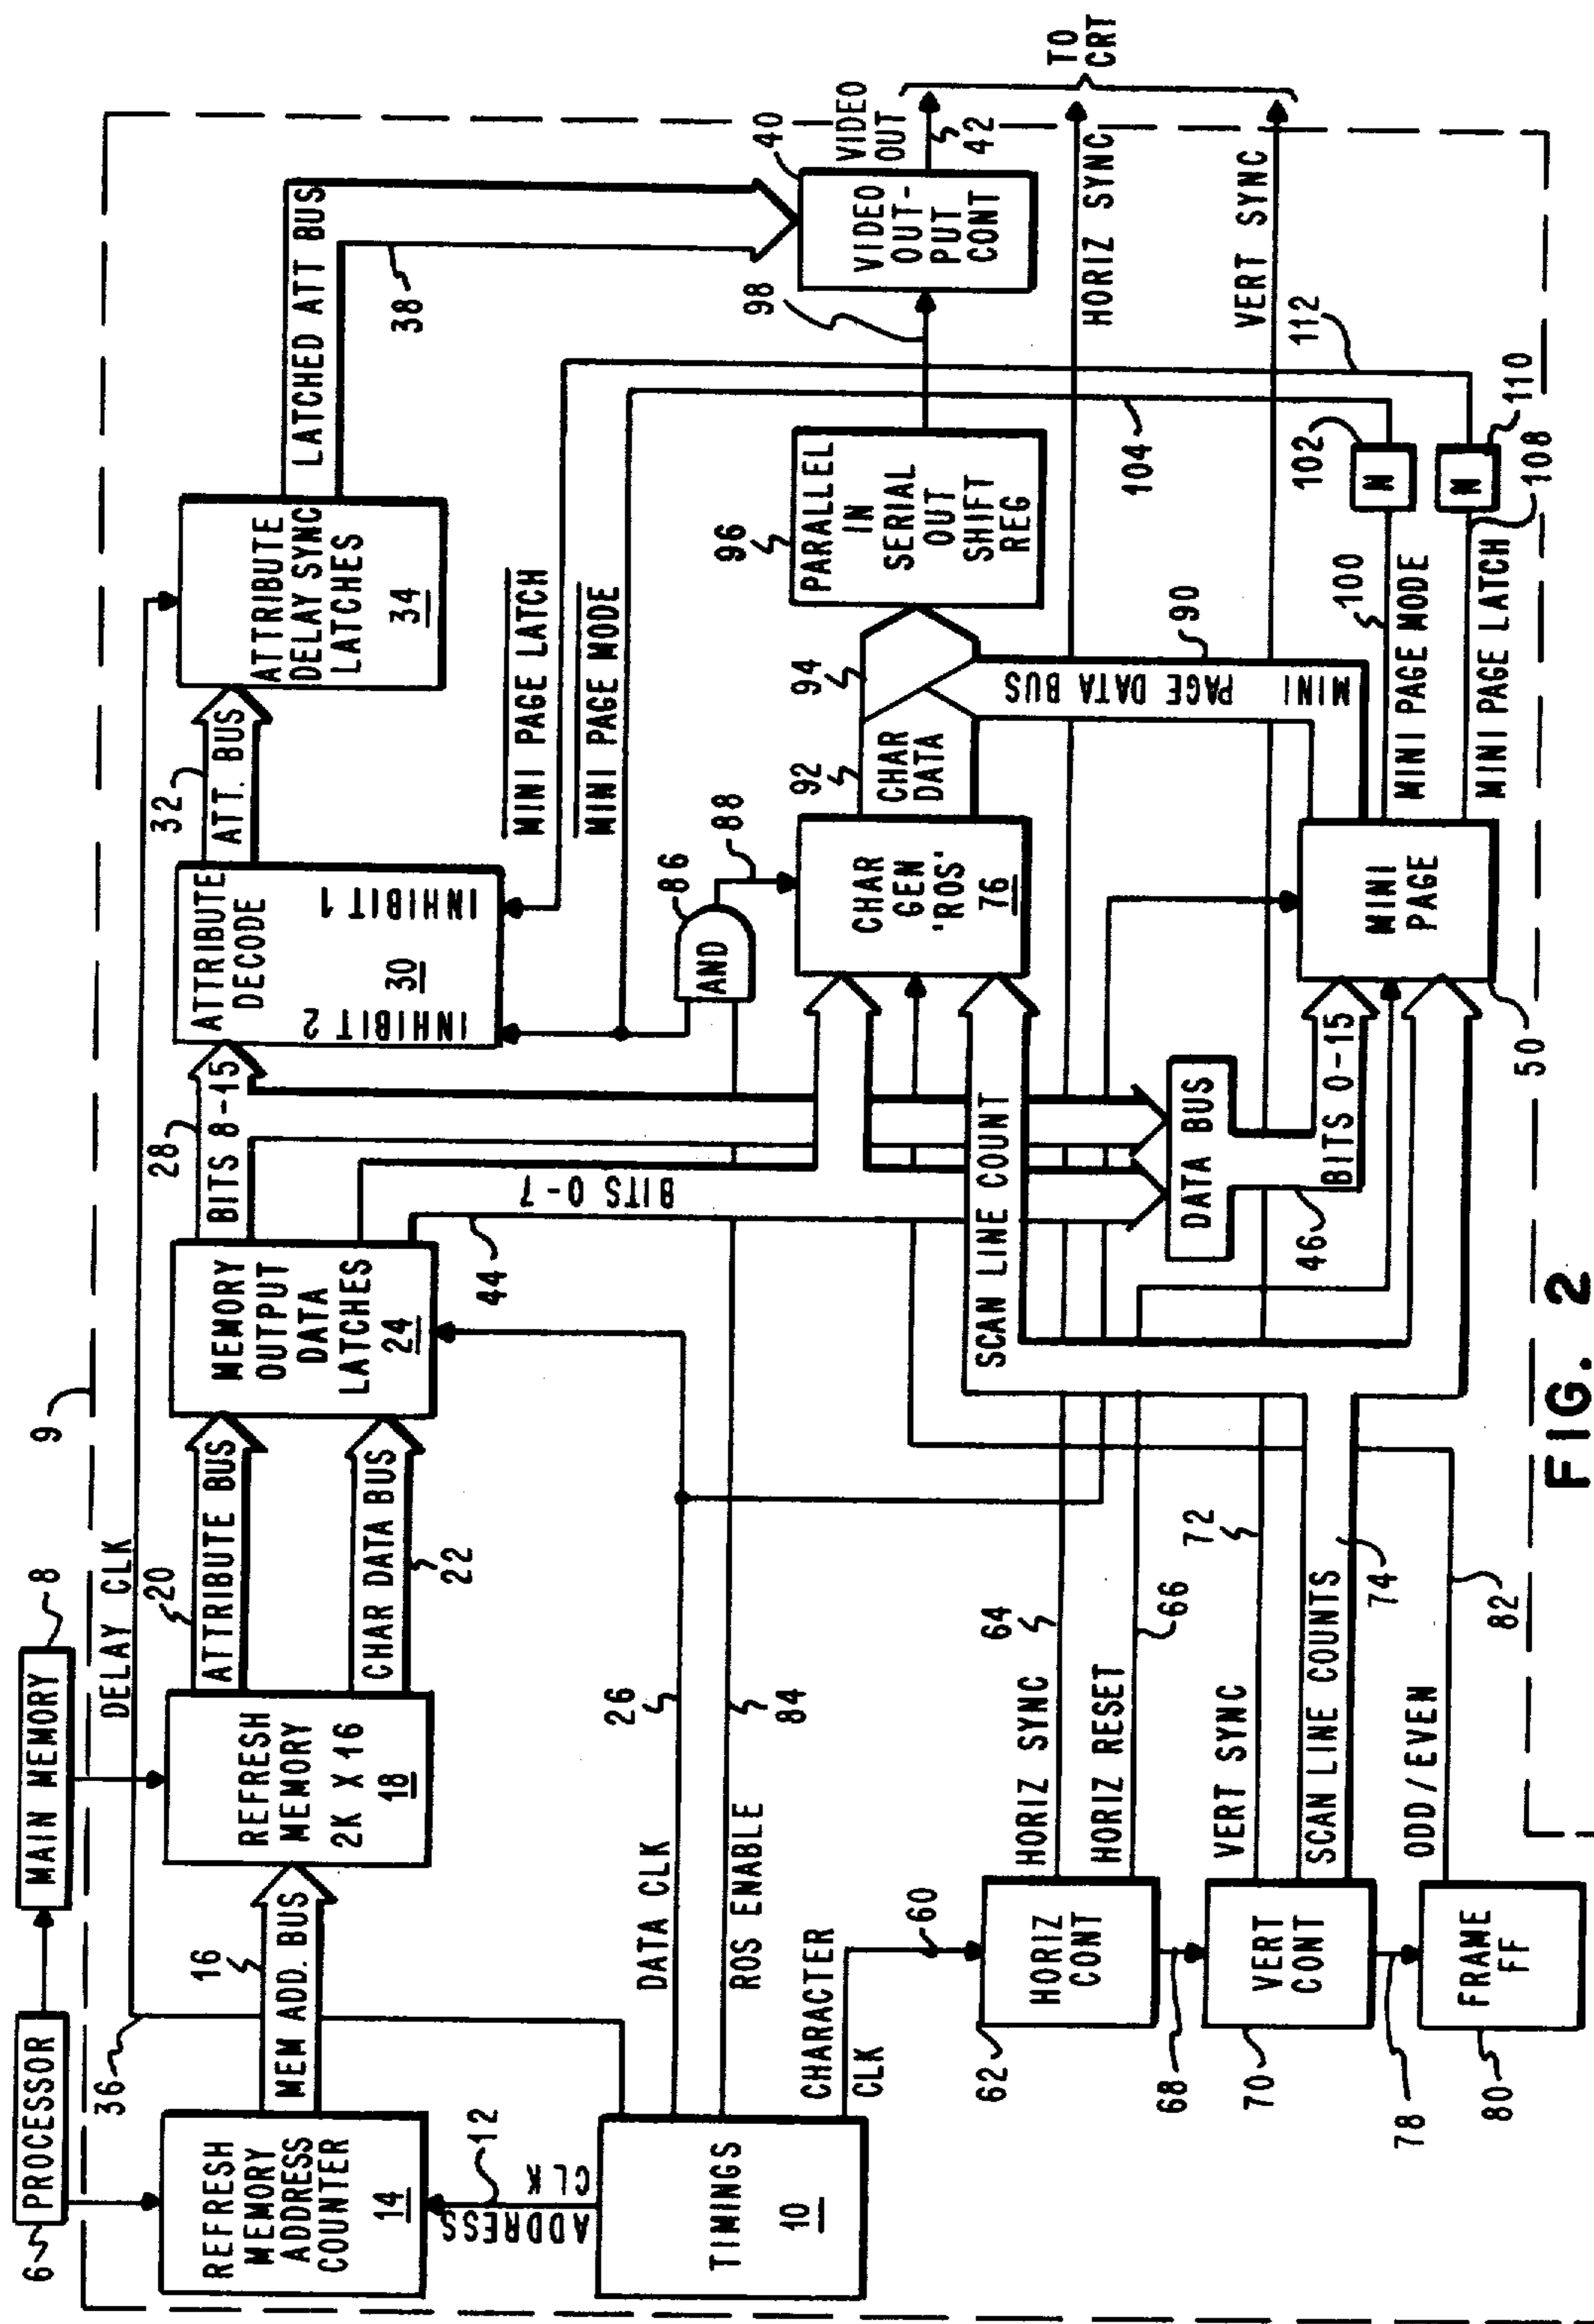 6
PROCESSOR
MAIN MEMORY
8
9
36
DELAY CLK
REFRESH
MEMORY
ADDRESS
COUNTER
14
16
MEM ADD. BUS
REFRESH
MEMORY
2K X 16
18
20
ATTRIBUTE BUS
CHAR DATA BUS
22
MEMORY
OUTPUT
DATA
LATCHES
24
28
BITS 8-15
ATTRIBUTE
DECODE
30
INHIBIT 2
INHIBIT 1
32
ATT. BUS
ATTRIBUTE
DELAY SYNC
LATCHES
34
LATCHED ATT BUS
38
ADDRESS
CLK
12
TIMINGS
10
DATA CLK
26
ROS ENABLE
84
CHARACTER
CLK
60
44
BITS 0-7
86
AND
88
MINI PAGE LATCH
MINI PAGE MODE
CHAR
GEN
'ROS'
76
92
CHAR
DATA
94
96
PARALLEL
IN
SERIAL
OUT
SHIFT
REG
98
VIDEO
OUT-
PUT
CONT
40
VIDEO
OUT
42
TO
CRT
HORIZ SYNC
VERT SYNC
62
HORIZ
CONT
HORIZ SYNC
64
HORIZ RESET
66
68
70
VERT
CONT
VERT SYNC
72
SCAN LINE COUNTS
74
78
80
FRAME
FF
ODD/EVEN
82
SCAN LINE COUNT
DATA BUS
46
BITS 0-15
MINI
PAGE
50
MINI PAGE DATA BUS
90
MINI PAGE MODE
100
MINI PAGE LATCH
108
N
102
N
110
104
112
FIG. 2